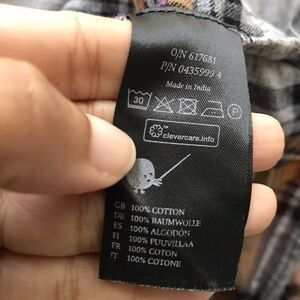 O/N 617081
P/N 0435999 4
Made in India
30
P
clevercare.info
GB 100% COTTON
DE 100% BAUMWOLLE
ES 100% ALGODÓN
FI 100% PUUVILLAA
FR 100% COTON
IT 100% COTONE